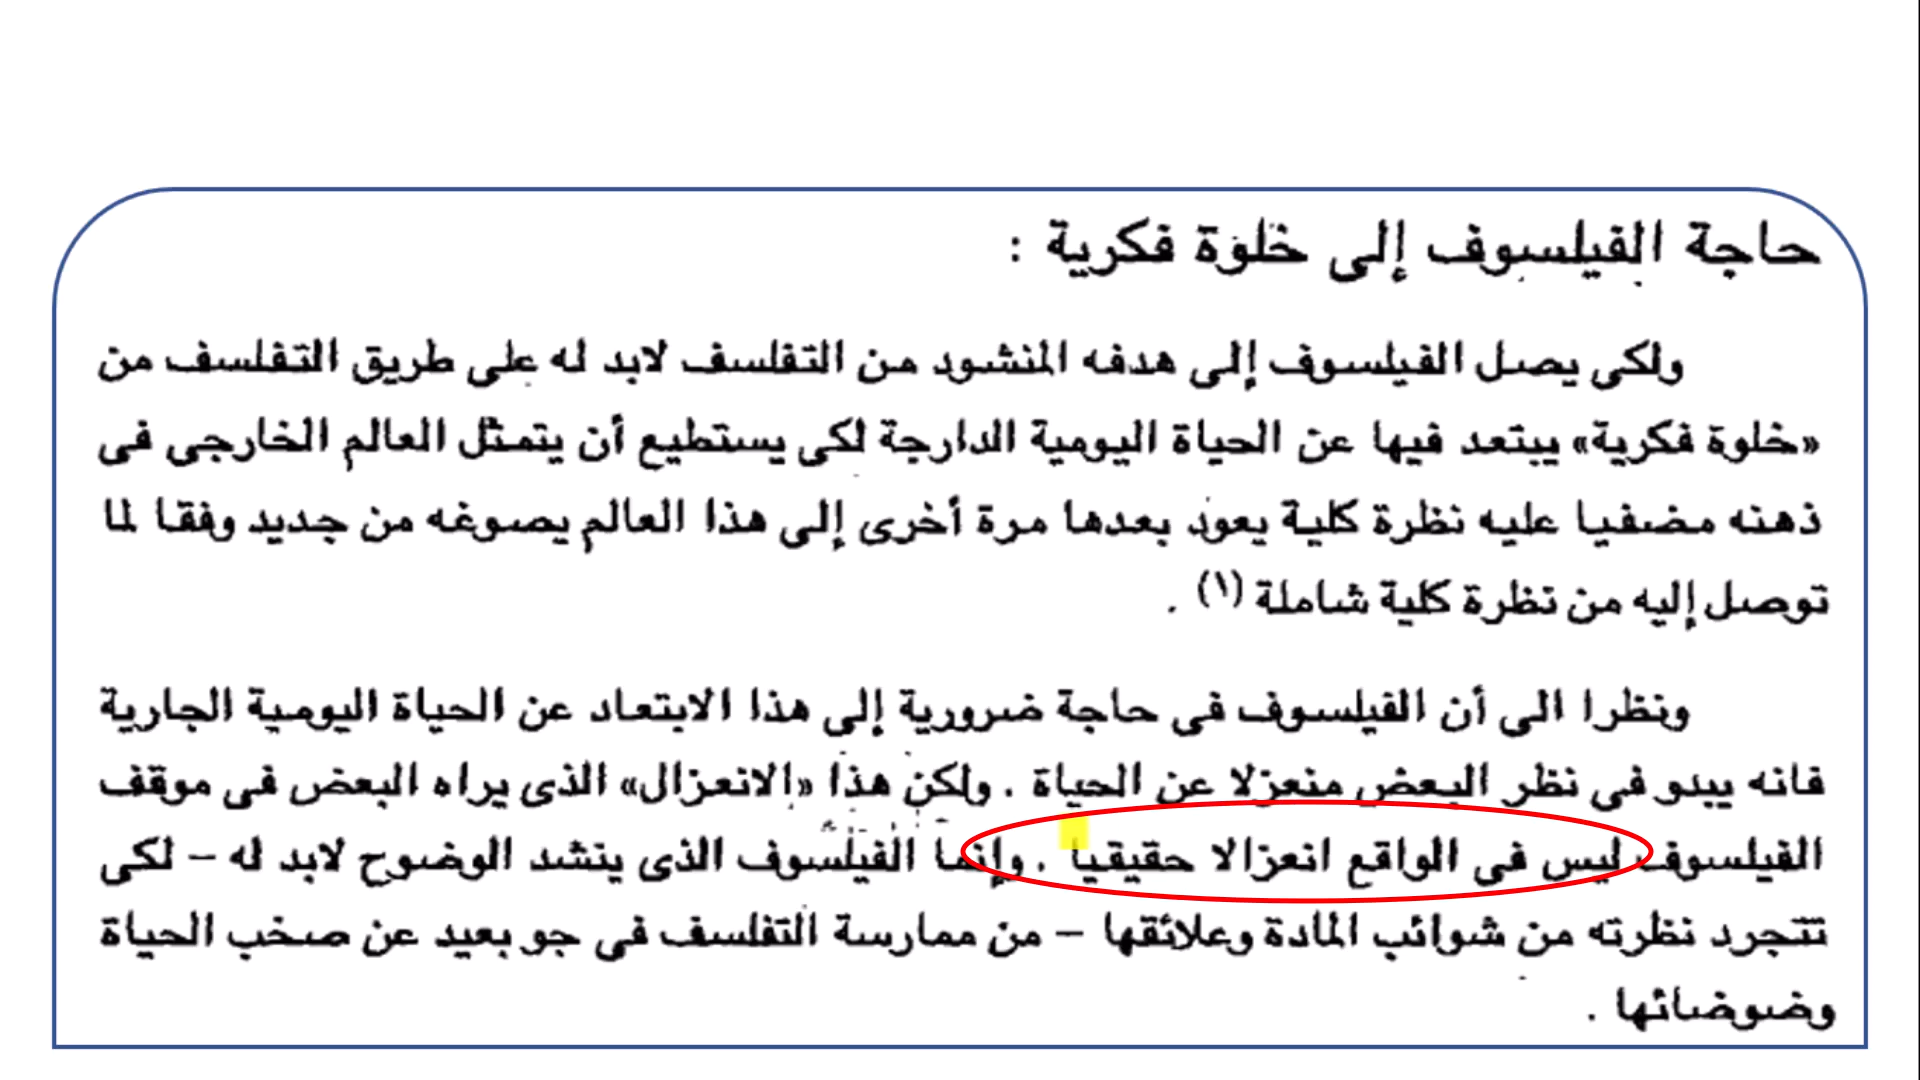 حاجة الفيلسوف إلى خلوة فكرية :
ولكى يصل الفيلسوف إلى هدفه المنشود من التفلسف لابد له على طريق التفلسف من
«خلوة فكرية» يبتعد فيها عن الحياة اليومية الدارجة لكى يستطيع أن يتمثل العالم الخارجى فى
ذهنه مضفيا عليه نظرة كلية يعود بعدها مرة أخرى إلى هذا العالم يصوغه من جديد وفقا لما
توصل إليه من نظرة كلية شاملة (١) .
ونظرا الى أن الفيلسوف فى حاجة ضرورية إلى هذا الابتعاد عن الحياة اليومية الجارية
فانه يبدو فى نظر البعض منعزلا عن الحياة . ولكن هذا «الانعزال» الذى يراه البعض فى موقف
الفيلسوف ليس فى الواقع انعزالا حقيقيا . وإنما الفيلسوف الذى ينشد الوضوح لابد له – لكى
تتجرد نظرته من شوائب المادة وعلائقها – من ممارسة التفلسف فى جو بعيد عن صخب الحياة
وضوضائها .